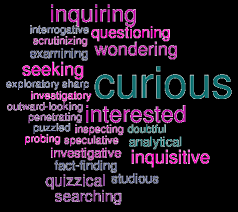 inquiring
interrogative questioning
scrutinizing
examining wondering
seeking
exploratory sharp curious
investigatory
outward-looking interested
penetrating
puzzled inspecting doubtful
probing speculative analytical
investigative inquisitive
fact-finding
quizzical studious
searching